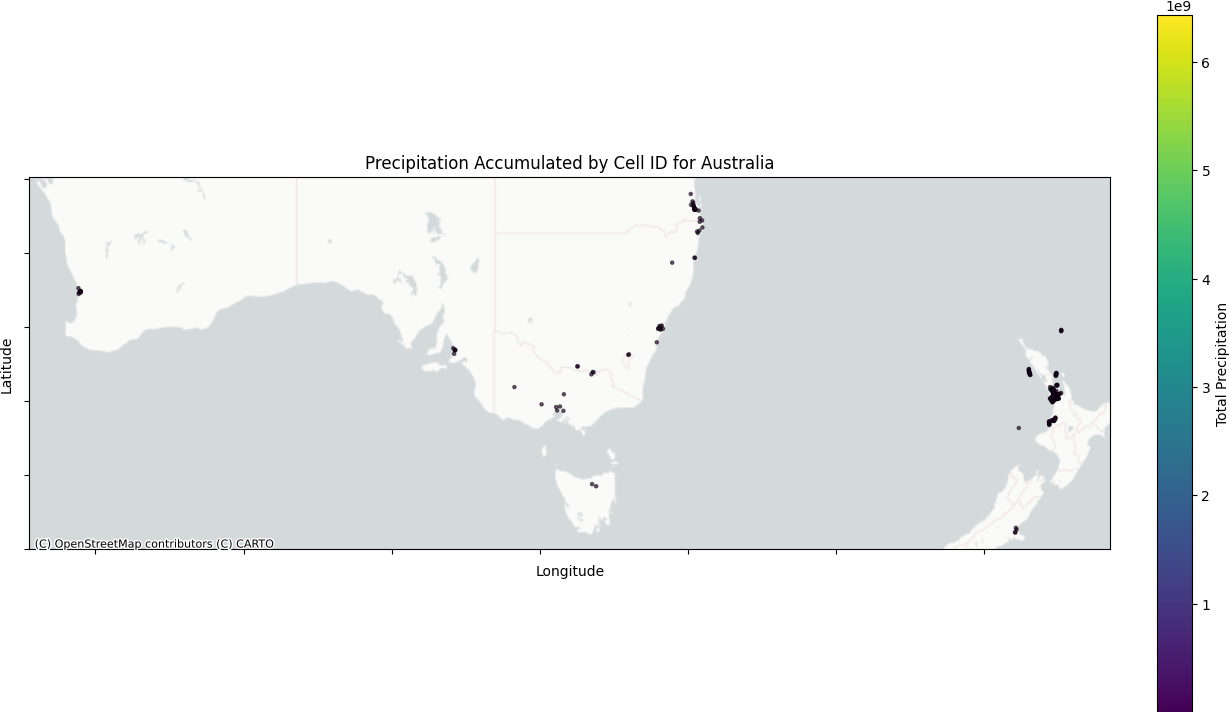 1e9
Precipitation Accumulated by Cell ID for Australia
6
5
4
3
2
1
Total Precipitation
Latitude
(C) OpenStreetMap contributors (C) CARTO
Longitude